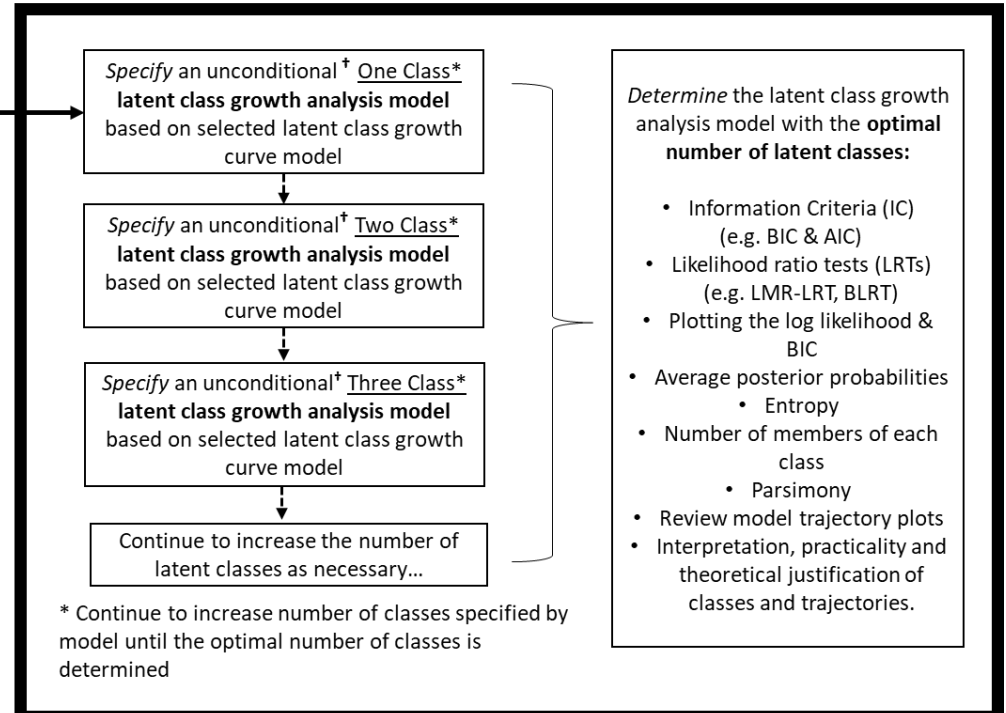 Specify an unconditional† One Class*
latent class growth analysis model
based on selected latent class growth
curve model
Specify an unconditional† Two Class*
latent class growth analysis model
based on selected latent class growth
curve model
Specify an unconditional† Three Class*
latent class growth analysis model
based on selected latent class growth
curve model
Continue to increase the number of
latent classes as necessary…
* Continue to increase number of classes specified by
model until the optimal number of classes is
determined
Determine the latent class growth
analysis model with the optimal
number of latent classes:
• Information Criteria (IC)
(e.g. BIC & AIC)
• Likelihood ratio tests (LRTs)
(e.g. LMR-LRT, BLRT)
• Plotting the log likelihood &
BIC
• Average posterior probabilities
• Entropy
• Number of members of each
class
• Parsimony
• Review model trajectory plots
• Interpretation, practicality and
theoretical justification of
classes and trajectories.